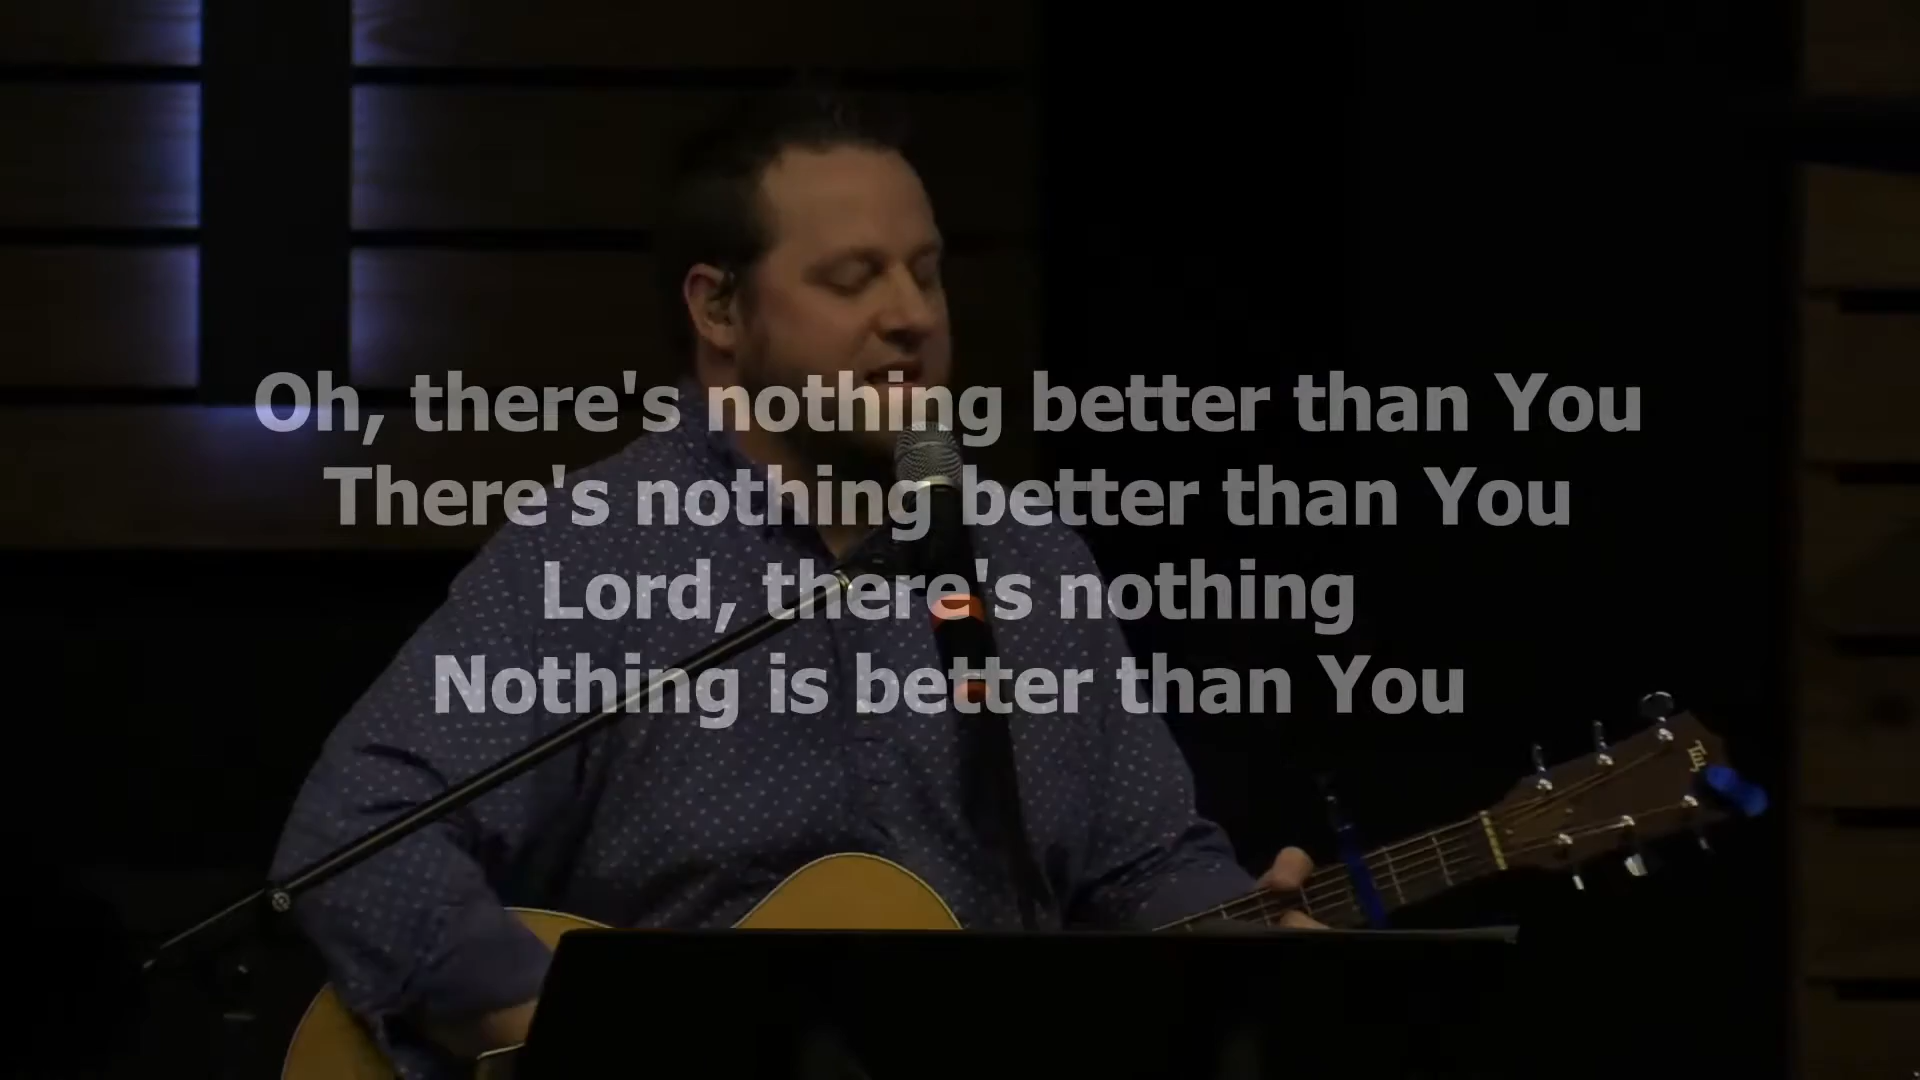 Oh, there's nothing better than You
There's nothing better than You
Lord, there's nothing
Nothing is better than You